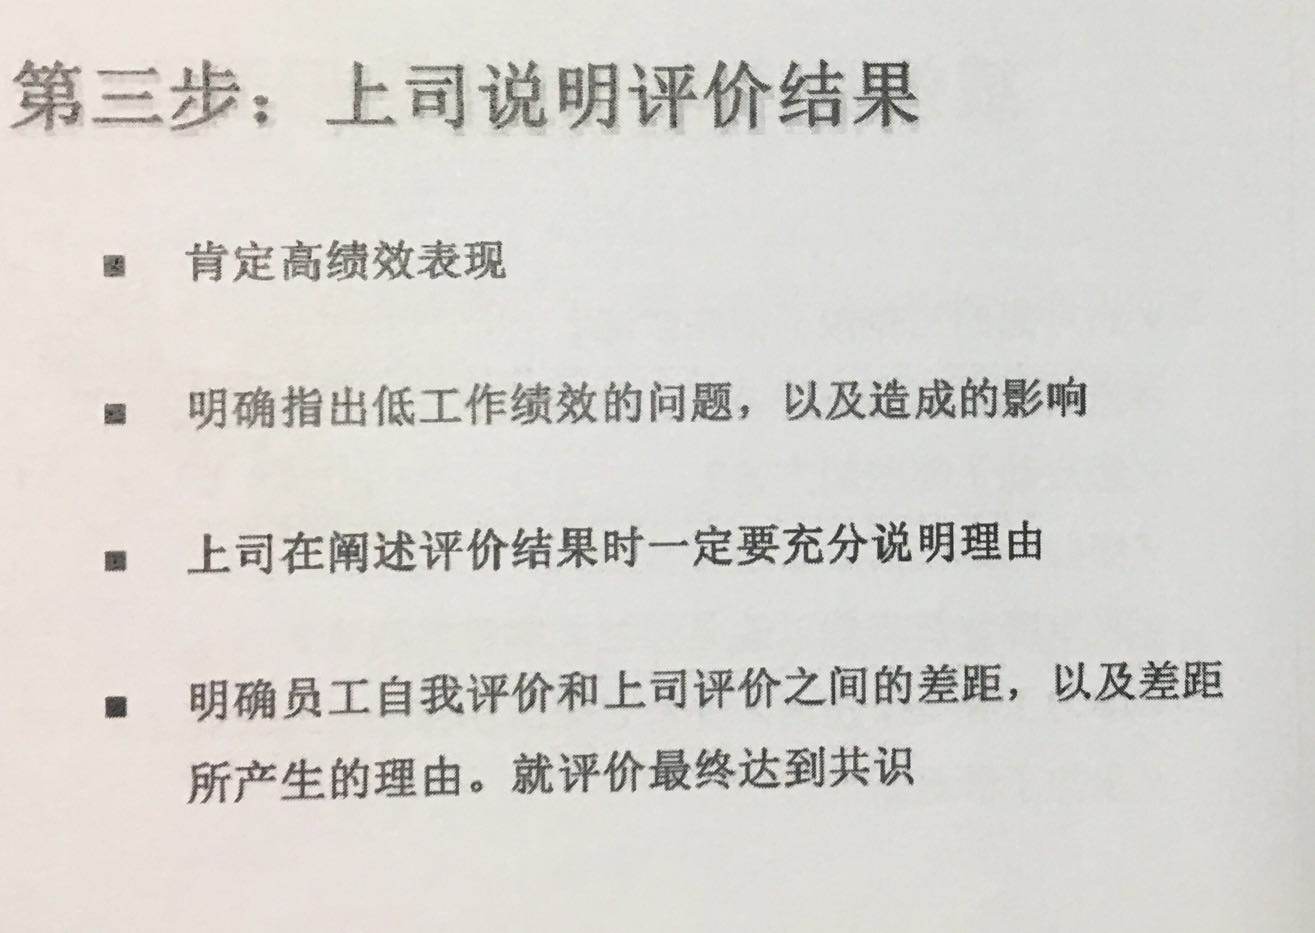 第三步：上司说明评价结果
■ 肯定高绩效表现
■ 明确指出低工作绩效的问题，以及造成的影响
■ 上司在阐述评价结果时一定要充分说明理由
■ 明确员工自我评价和上司评价之间的差距，以及差距
所产生的理由。就评价最终达到共识